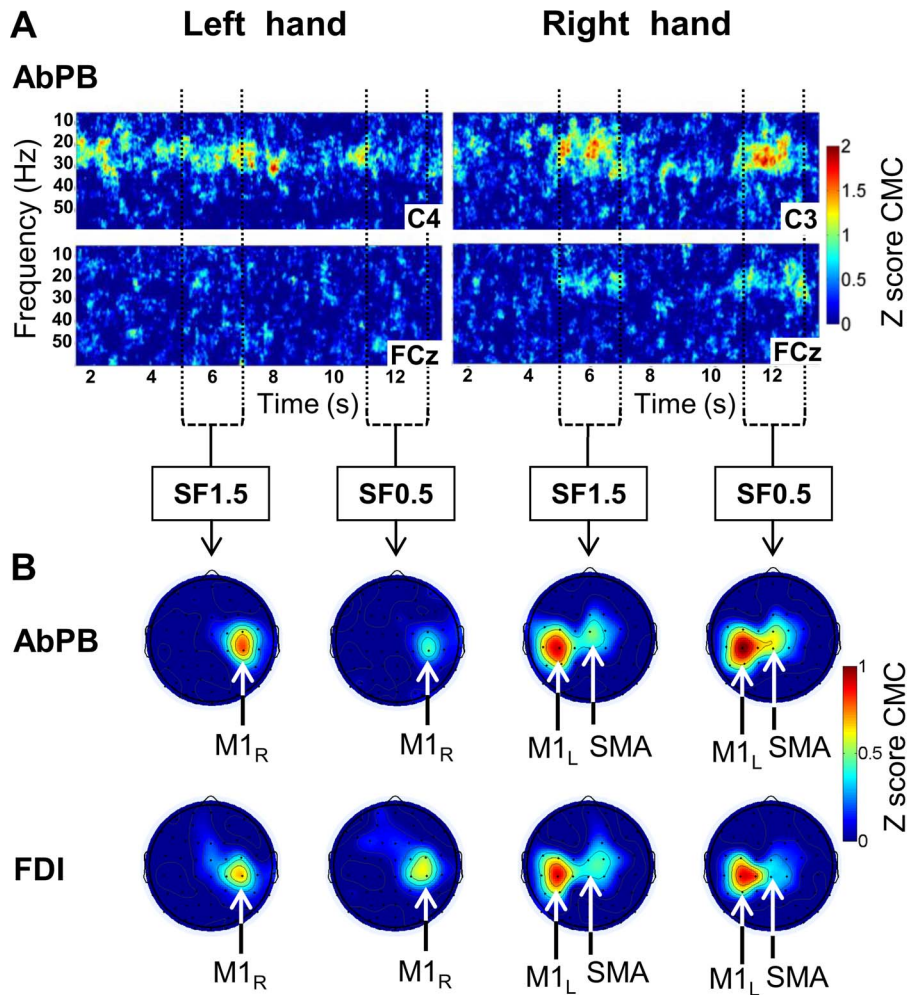 A
Left hand Right hand
AbPB
Frequency (Hz)
10
20
30
40
50
C4
C3
10
20
30
40
50
FCz
FCz
2
1.5
1
0.5
0
Z score CMC
2 4 6 8 10 12 2 4 6 8 10 12
Time (s) Time (s)
SF1.5 SF0.5 SF1.5 SF0.5
B
AbPB
M1R M1R M1L SMA M1L SMA
1
0.5
0
Z score CMC
FDI
M1R M1R M1L SMA M1L SMA